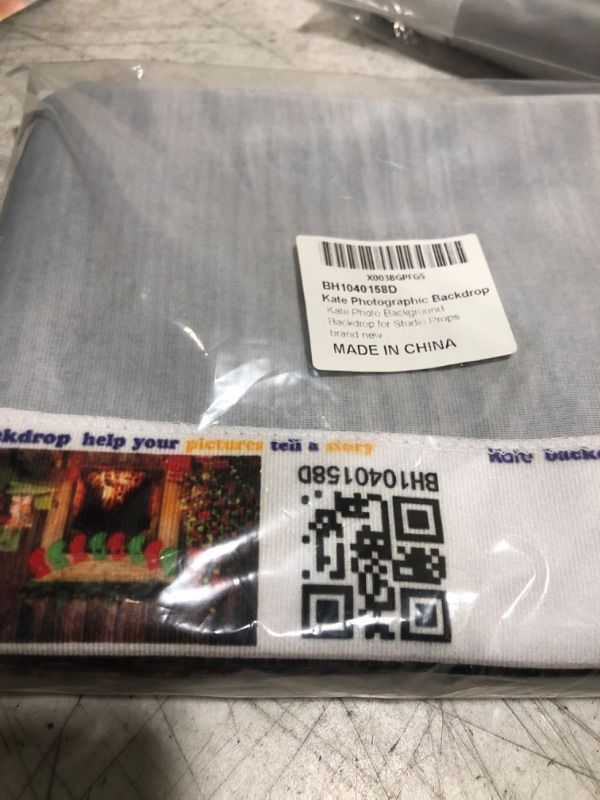 X003BGPFG5
BH1040158D
Kate Photographic Backdrop
Kate Photo Background
Backdrop for Studio Props
brand new
MADE IN CHINA
ckdrop help your pictures tell a story
Kate backd
BH1040158D